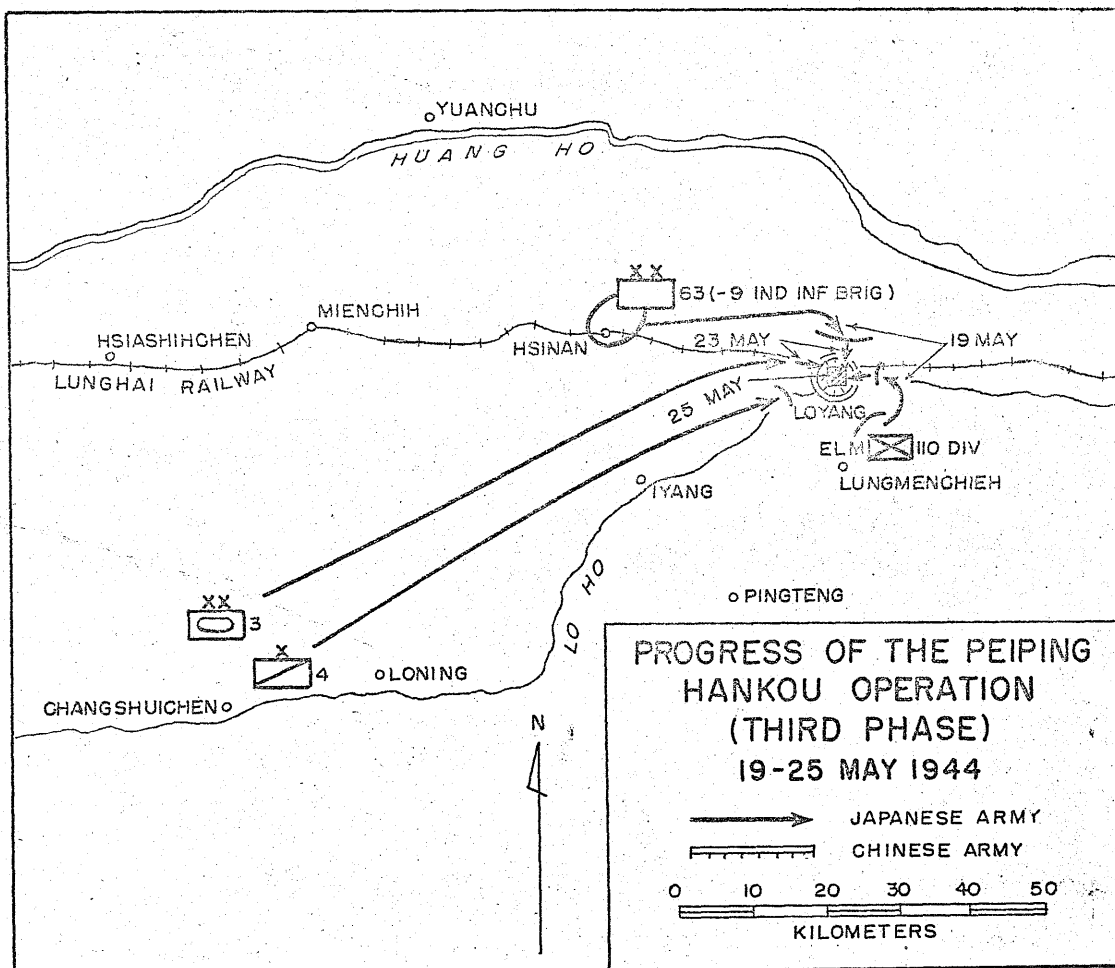 YUANCHU
HUANG HO
XX
63 (-9 IND INF BRIG)
MIENCHIH
HSIASHIHCHEN
HSINAN
23 MAY
19 MAY
LUNGHAI RAILWAY
25 MAY
LOYANG
ELM 110 DIV
LUNGMENCHIEH
IYANG
LO HO
PINGTENG
XX
3
X
4
LONING
CHANGSHUICHEN
N
PROGRESS OF THE PEIPING
HANKOU OPERATION
(THIRD PHASE)
19-25 MAY 1944
JAPANESE ARMY
CHINESE ARMY
0 10 20 30 40 50
KILOMETERS